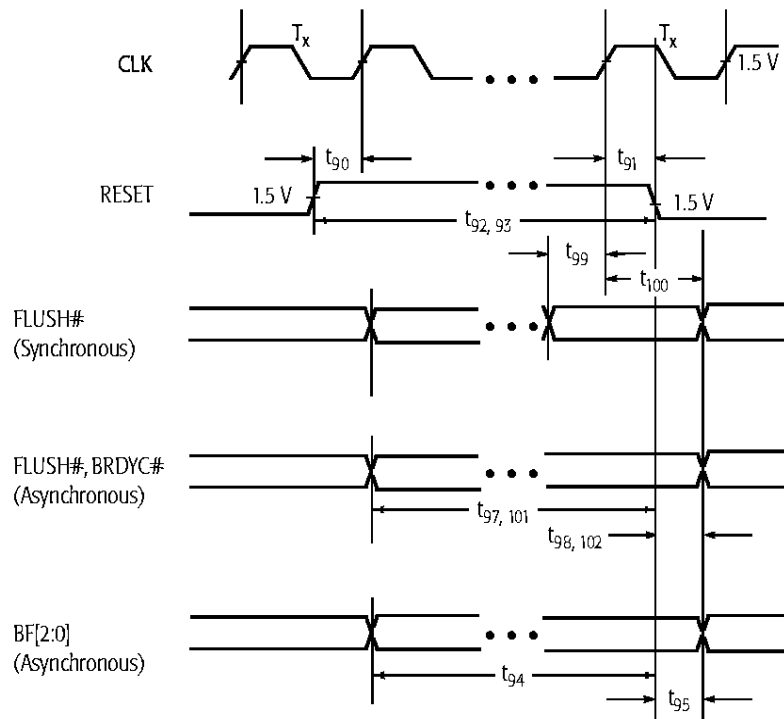 Tx
Tx
CLK
1.5 V
t90
t91
RESET
1.5 V
t92, 93
1.5 V
t99
t100
FLUSH#
(Synchronous)
FLUSH#, BRDYC#
(Asynchronous)
t97, 101
t98, 102
BF[2:0]
(Asynchronous)
t94
t95